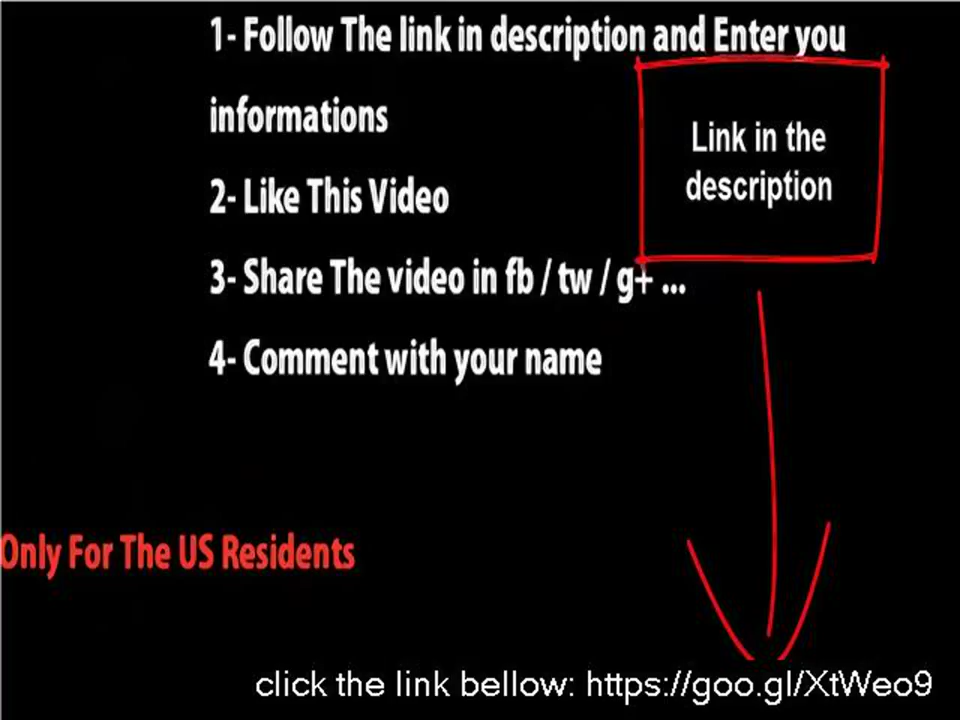 1- Follow The link in description and Enter you
informations
Link in the
description
2- Like This Video
3- Share The video in fb / tw / g+ ...
4- Comment with your name
Only For The US Residents
click the link bellow: https://goo.gl/XtWeo9